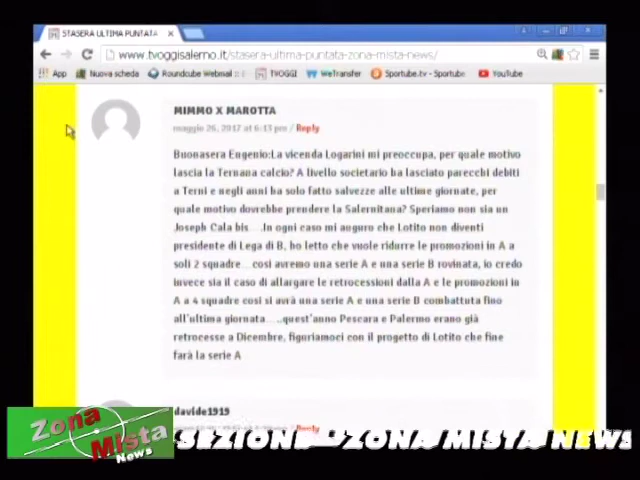 STASERA ULTIMA PUNTATA
www.tvoggisalerno.it/stasera-ultima-puntata-zona-mista-news/
App Nuova scheda Roundcube Webmail TVOGGI WeTransfer Sportube.tv - Sportube YouTube
MIMMO X MAROTTA
maggio 26, 2017 at 6:13 pm / Reply
Buonasera Eugenio:La vicenda Logarini mi preoccupa, per quale motivo
lascia la Ternana calcio? A livello societario ha lasciato parecchi debiti
a Terni e negli anni ha solo fatto salvezze alle ultime giornate, per
quale motivo dovrebbe prendere la Salernitana? Speriamo non sia un
Joseph Cala bis....In ogni caso mi auguro che Lotito non diventi
presidente di Lega di B, ho letto che vuole ridurre le promozioni in A a
soli 2 squadre...cosi avremo una serie A e una serie B rovinata, io credo
invece sia il caso di allargare le retrocessioni dalla A e le promozioni in
A a 4 squadre cosi si avrà una serie A e una serie B combattuta fino
all'ultima giornata.....quest'anno Pescara e Palermo erano già
retrocesse a Dicembre, figuriamoci con il progetto di Lotito che fine
farà la serie A
davide1919
Reply
Zona
Mista
News
SEZIONE - ZONA MISTA NEWS